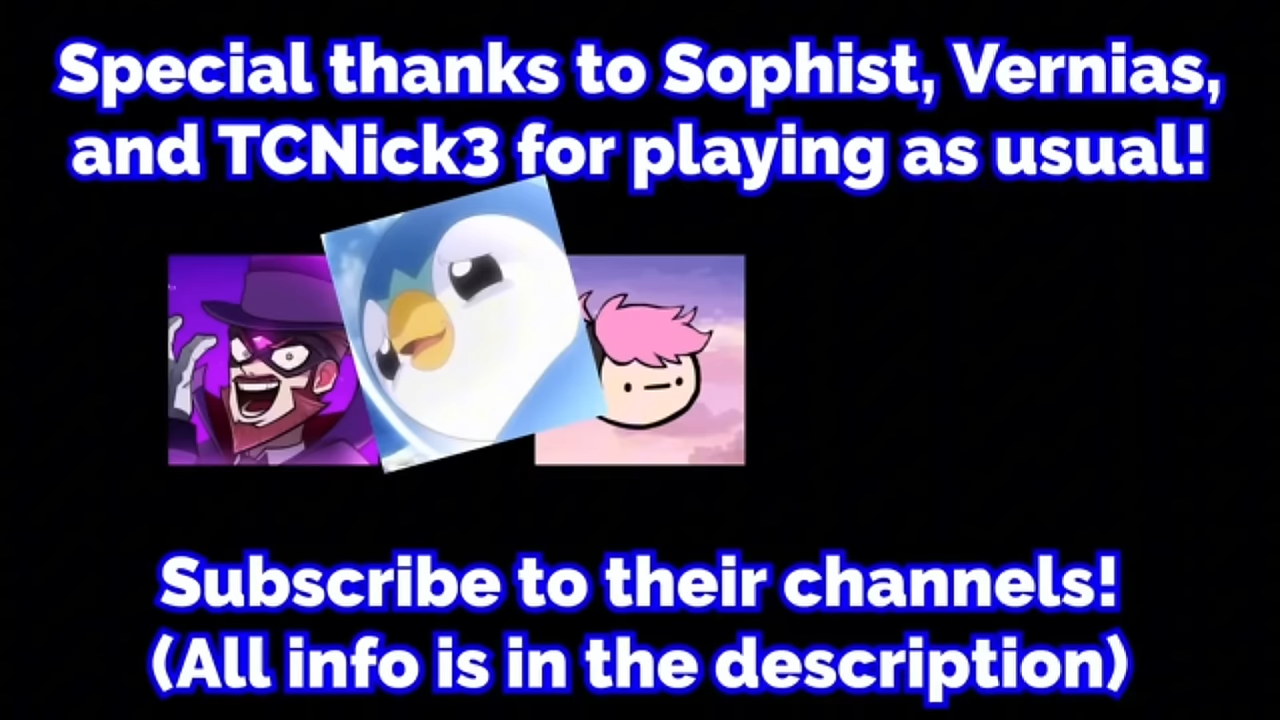 Special thanks to Sophist, Vernias,
and TCNick3 for playing as usual!
Subscribe to their channels!
(All info is in the description)